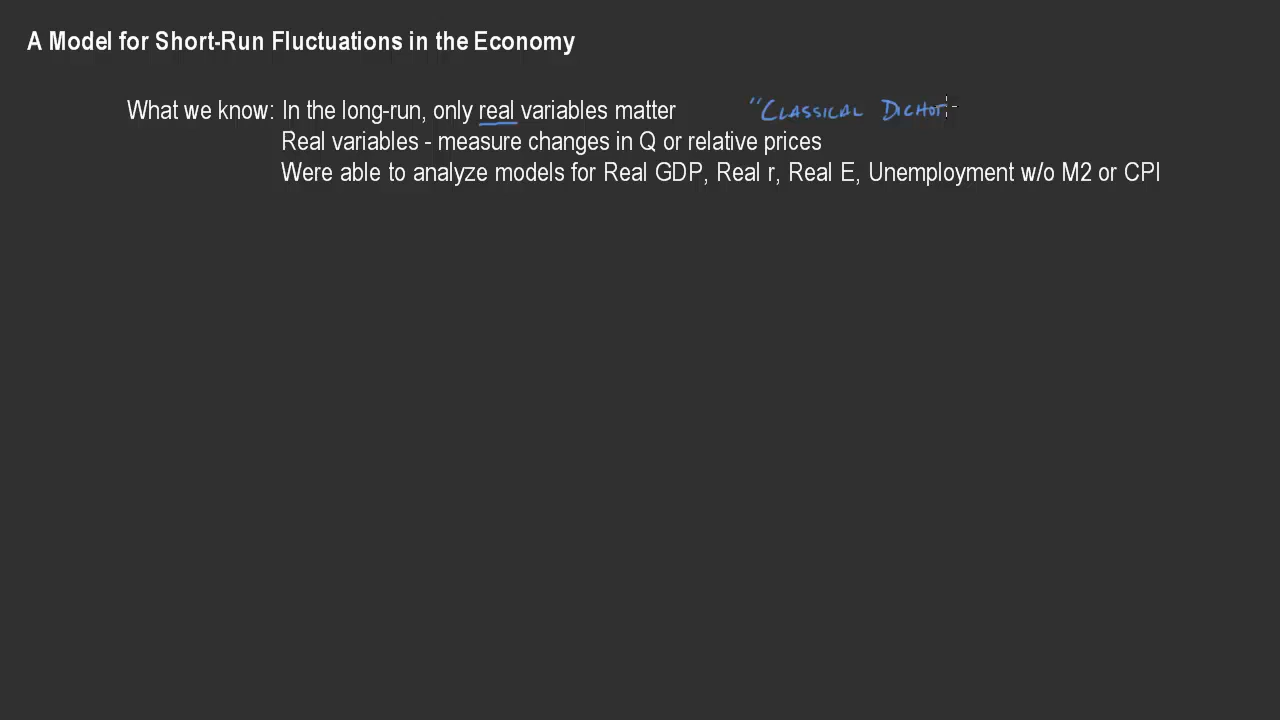 A Model for Short-Run Fluctuations in the Economy
What we know: In the long-run, only real variables matter "CLASSICAL DICHOT
Real variables - measure changes in Q or relative prices
Were able to analyze models for Real GDP, Real r, Real E, Unemployment w/o M2 or CPI